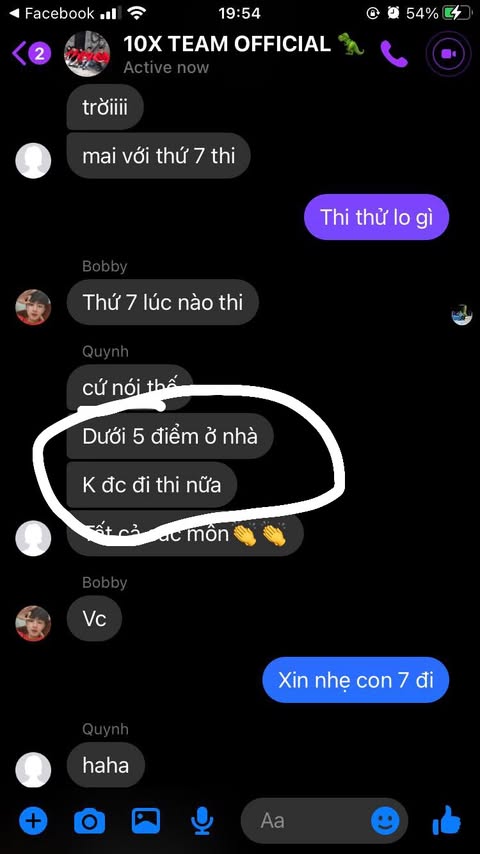 Facebook
19:54
54%
2
10X TEAM OFFICIAL 🦖
Active now
trờiiii
mai với thứ 7 thi
Thi thử lo gì
Bobby
Thứ 7 lúc nào thi
Quynh
cứ nói thế
Dưới 5 điểm ở nhà
K đc đi thi nữa
Tất cả các môn👏👏
Bobby
Vc
Xin nhẹ con 7 đi
Quynh
haha
Aa